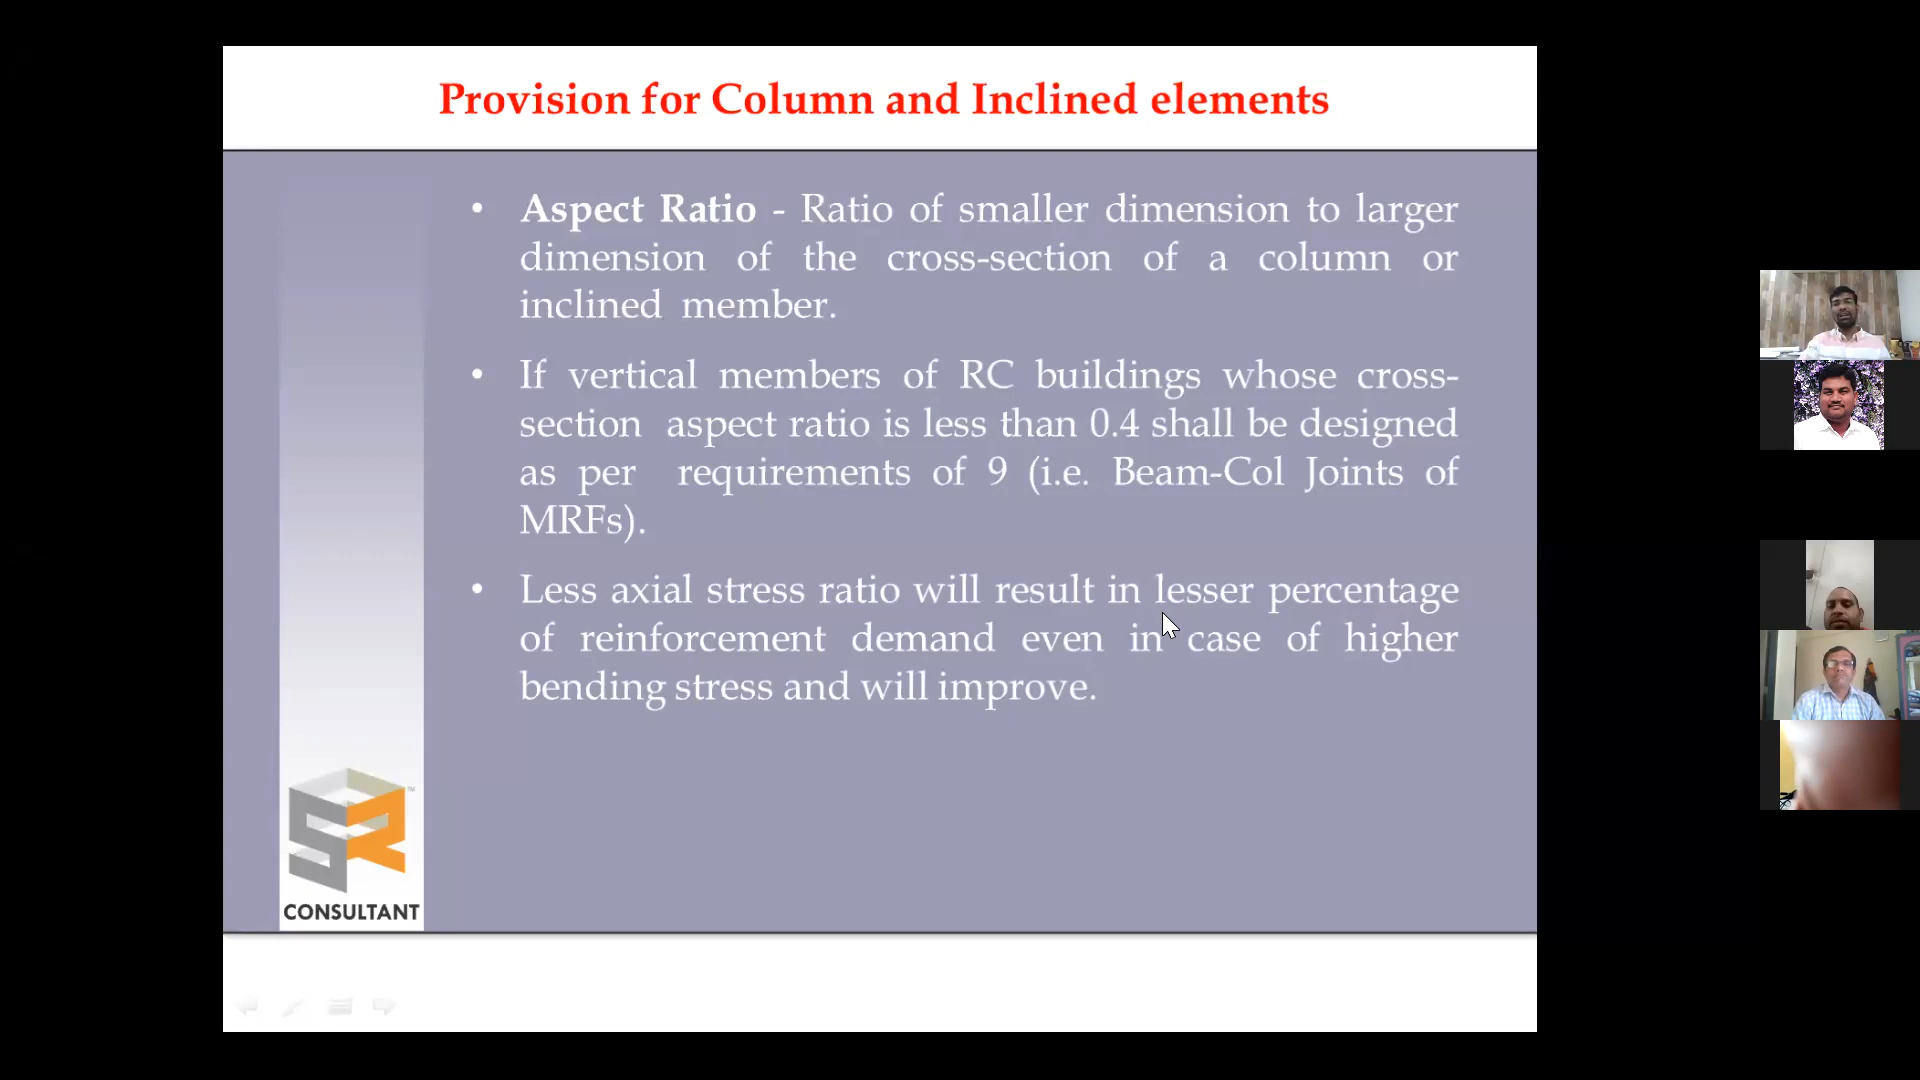 Provision for Column and Inclined elements
• Aspect Ratio - Ratio of smaller dimension to larger
dimension of the cross-section of a column or
inclined member.
• If vertical members of RC buildings whose cross-
section aspect ratio is less than 0.4 shall be designed
as per requirements of 9 (i.e. Beam-Col Joints of
MRFs).
• Less axial stress ratio will result in lesser percentage
of reinforcement demand even in case of higher
bending stress and will improve.
SR ™
CONSULTANT